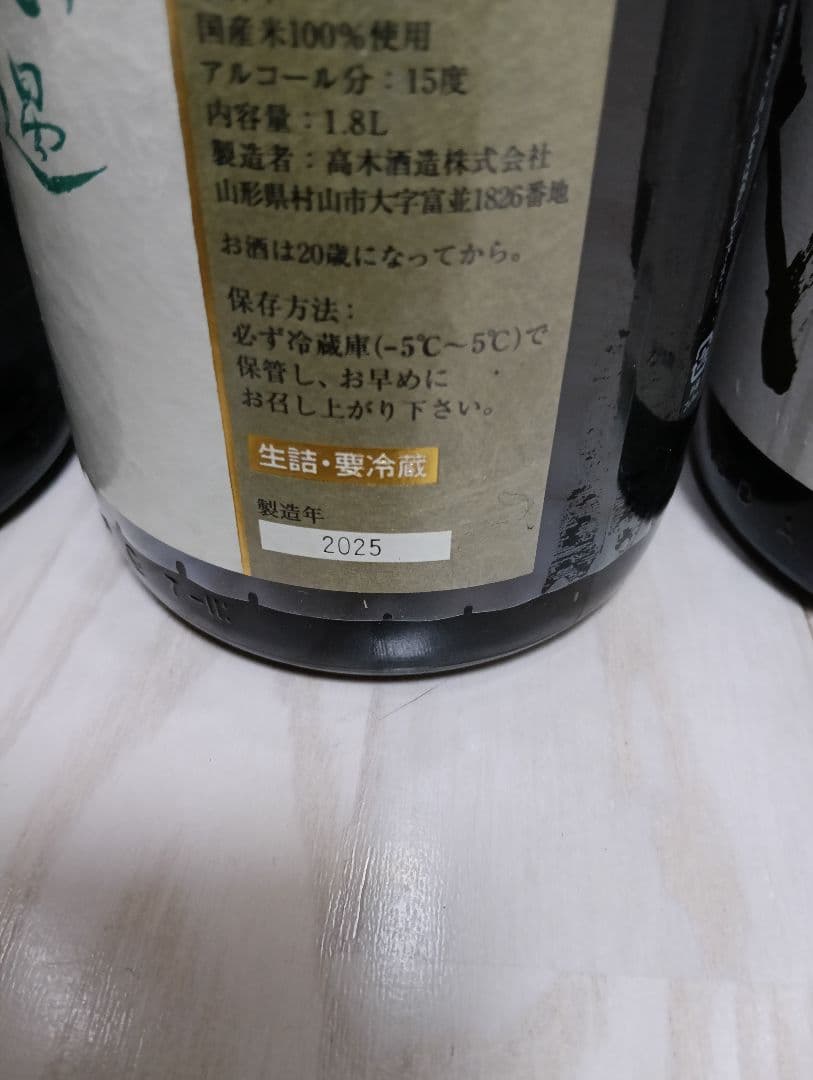 国産米100%使用
アルコール分：15度
内容量：1.8L
製造者：高木酒造株式会社
山形県村山市大字富並1826番地
お酒は20歳になってから。
保存方法：
必ず冷蔵庫(-5℃～5℃)で
保管し、お早めに
お召し上がり下さい。
生詰・要冷蔵
製造年
2025